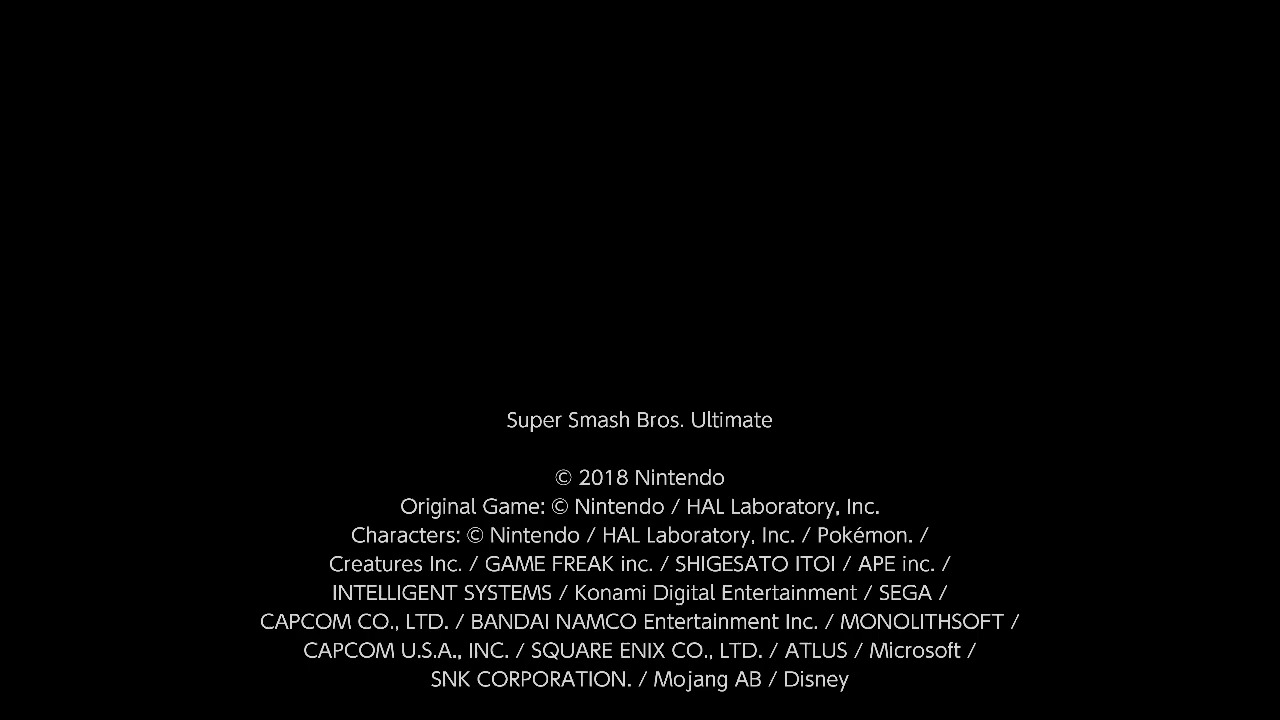 Super Smash Bros. Ultimate
© 2018 Nintendo
Original Game: © Nintendo / HAL Laboratory, Inc.
Characters: © Nintendo / HAL Laboratory, Inc. / Pokémon. /
Creatures Inc. / GAME FREAK inc. / SHIGESATO ITOI / APE inc. /
INTELLIGENT SYSTEMS / Konami Digital Entertainment / SEGA /
CAPCOM CO., LTD. / BANDAI NAMCO Entertainment Inc. / MONOLITHSOFT /
CAPCOM U.S.A., INC. / SQUARE ENIX CO., LTD. / ATLUS / Microsoft /
SNK CORPORATION. / Mojang AB / Disney